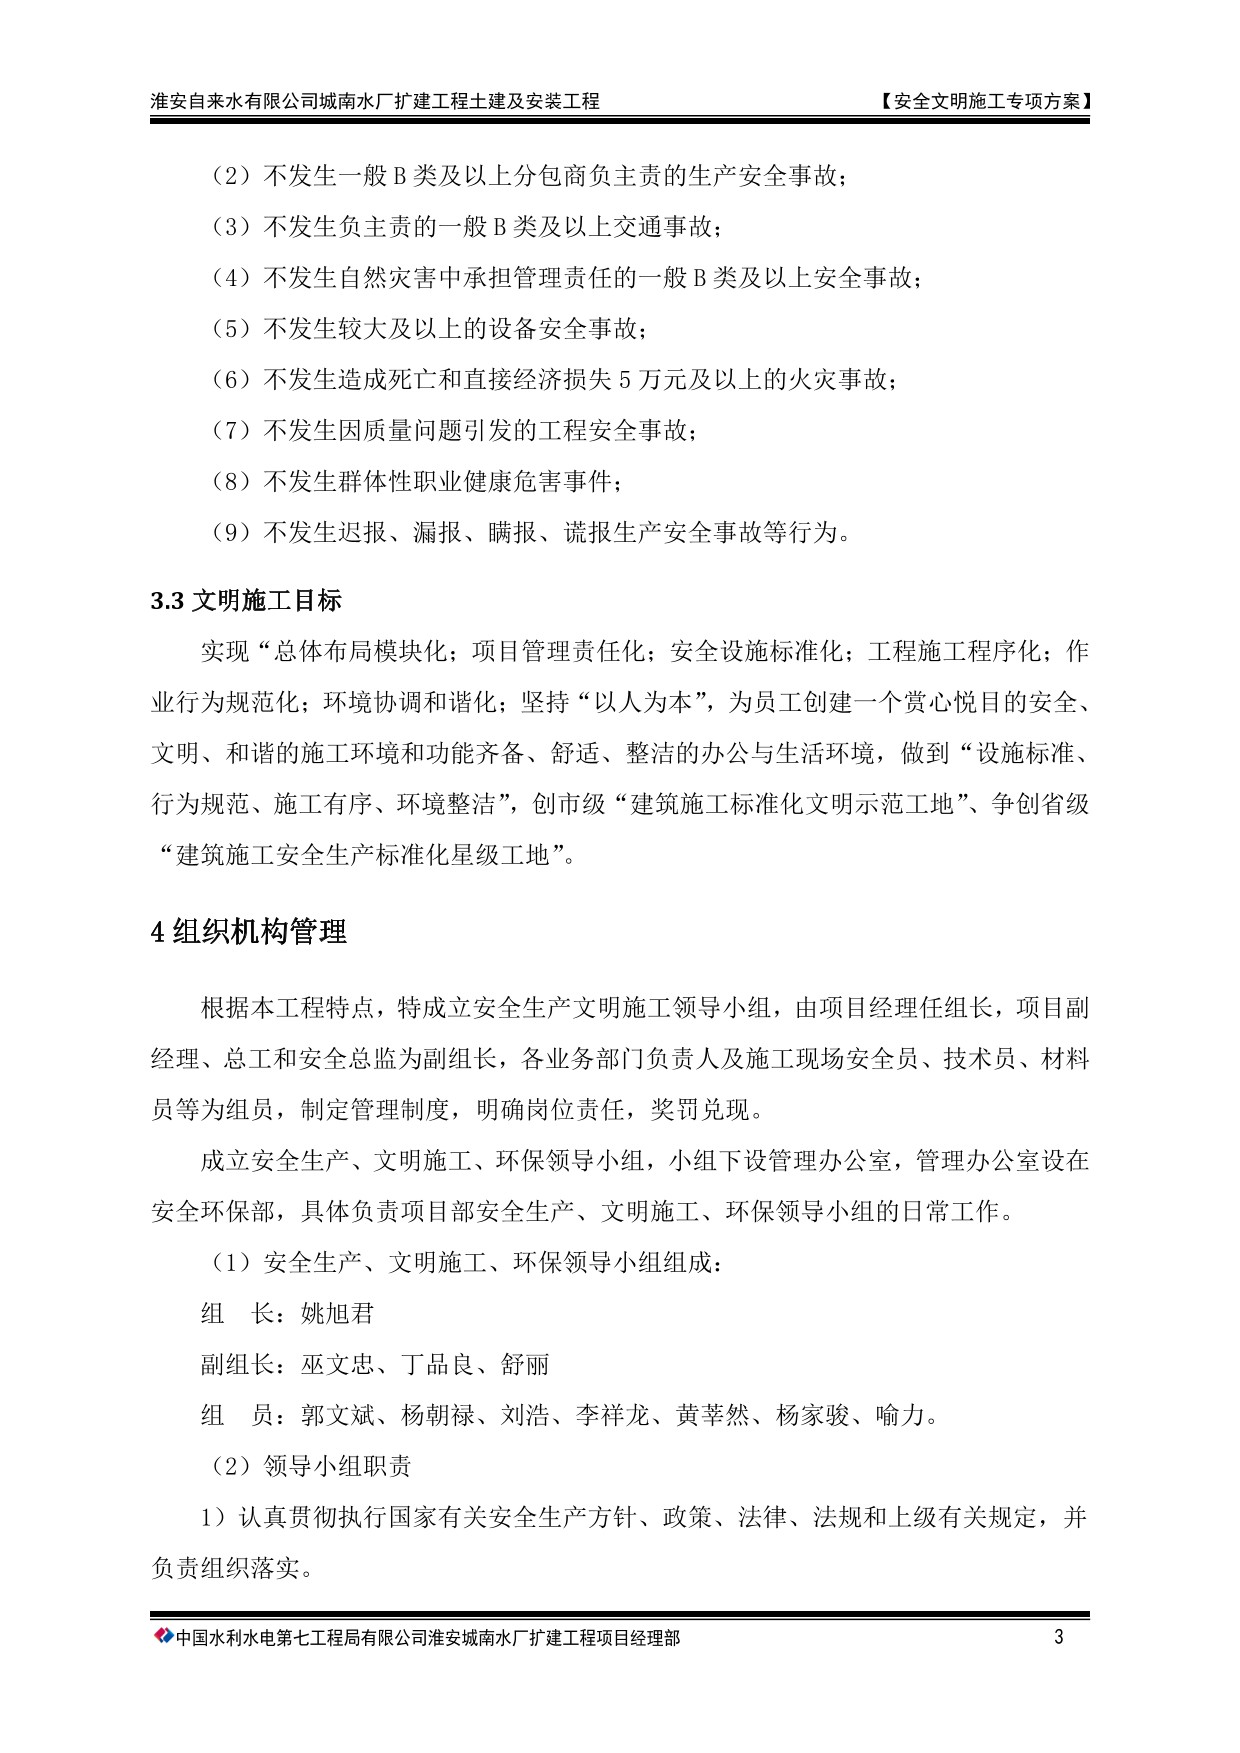 淮安自来水有限公司城南水厂扩建工程土建及安装工程 【安全文明施工专项方案】
（2）不发生一般 B 类及以上分包商负主责的生产安全事故；
（3）不发生负主责的一般 B 类及以上交通事故；
（4）不发生自然灾害中承担管理责任的一般 B 类及以上安全事故；
（5）不发生较大及以上的设备安全事故；
（6）不发生造成死亡和直接经济损失 5 万元及以上的火灾事故；
（7）不发生因质量问题引发的工程安全事故；
（8）不发生群体性职业健康危害事件；
（9）不发生迟报、漏报、瞒报、谎报生产安全事故等行为。
3.3 文明施工目标
实现“总体布局模块化；项目管理责任化；安全设施标准化；工程施工程序化；作
业行为规范化；环境协调和谐化；坚持“以人为本”，为员工创建一个赏心悦目的安全、
文明、和谐的施工环境和功能齐备、舒适、整洁的办公与生活环境，做到“设施标准、
行为规范、施工有序、环境整洁”，创市级“建筑施工标准化文明示范工地”、争创省级
“建筑施工安全生产标准化星级工地”。
4 组织机构管理
根据本工程特点，特成立安全生产文明施工领导小组，由项目经理任组长，项目副
经理、总工和安全总监为副组长，各业务部门负责人及施工现场安全员、技术员、材料
员等为组员，制定管理制度，明确岗位责任，奖罚兑现。
成立安全生产、文明施工、环保领导小组，小组下设管理办公室，管理办公室设在
安全环保部，具体负责项目部安全生产、文明施工、环保领导小组的日常工作。
（1）安全生产、文明施工、环保领导小组组成：
组　长：姚旭君
副组长：巫文忠、丁品良、舒丽
组　员：郭文斌、杨朝禄、刘浩、李祥龙、黄莘然、杨家骏、喻力。
（2）领导小组职责
1）认真贯彻执行国家有关安全生产方针、政策、法律、法规和上级有关规定，并
负责组织落实。
中国水利水电第七工程局有限公司淮安城南水厂扩建工程项目经理部 3